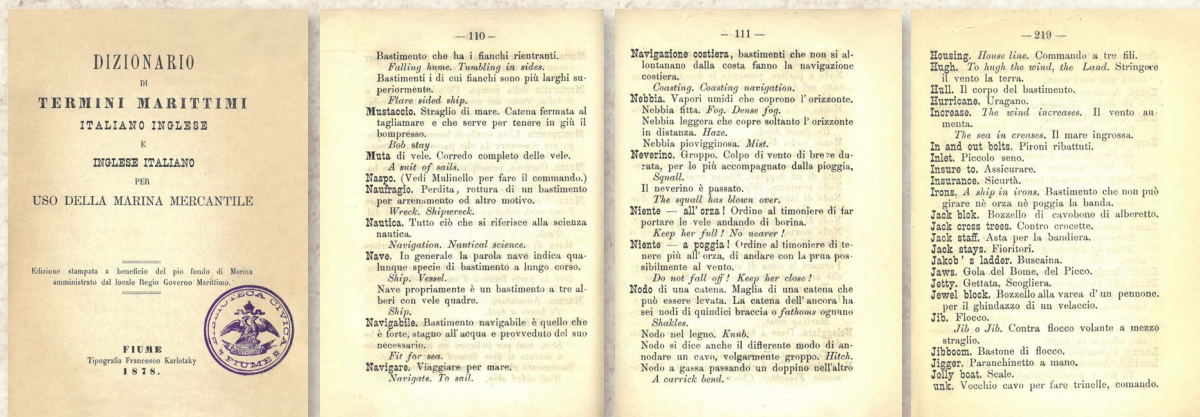 DIZIONARIO
DI
TERMINI MARITTIMI
ITALIANO INGLESE
E
INGLESE ITALIANO
PER
USO DELLA MARINA MERCANTILE
Edizione stampata a beneficio del pio fondo di Marina
amministrato dal locale Regio Governo Marittimo.
BIBLIOTECA CIVICA
FIUME
FIUME
Tipografia Francesco Karletzky
1878.
—110—
Bastimento che ha i fianchi rientranti.
Falling hume. Tumbling in sides.
Bastimenti i di cui fianchi sono più larghi su-
periormente.
Flare sided ship.
Mustaccio. Straglio di mare. Catena fermata al
tagliamare e che serve per tenere in giù il
bompresso.
Bob stay
Muta di vele. Corredo completo delle vele.
A suit of sails.
Naspo. (Vedi Mulinello per fare il commando.)
Naufragio. Perdita, rottura di un bastimento
per arrenamento od altro motivo.
Wreck. Shipwreck.
Nautica. Tutto ciò che si riferisce alla scienza
nautica.
Navigation. Nautical science.
Nave. In generale la parola nave indica qua-
lunque specie di bastimento a lungo corso.
Ship. Vessel.
Nave propriamente è un bastimento a tre al-
beri con vele quadre.
Ship.
Navigabile. Bastimento navigabile è quello che
è forte, stagno all'acqua e provveduto del suo
necessario.
Fit for sea.
Navigare. Viaggiare per mare.
Navigate. To sail.
— 111 —
Navigazione costiera, bastimenti che non si al-
lontanano dalla costa fanno la navigazione
costiera.
Coasting. Coasting navigation.
Nebbia. Vapori umidi che coprono l'orizzonte.
Nebbia fitta. Fog. Dense fog.
Nebbia leggera che copre soltanto l'orizzonte
in distanza. Haze.
Nebbia piovigginosa. Mist.
Neverino. Groppo. Colpo di vento di breve du-
rata, per lo più accompagnato dalla pioggia,
Squall.
Il neverino è passato.
The squall has blown over.
Niente — all'orza! Ordine al timoniere di far
portare le vele andando di borina.
Keep her full! No nearer!
Niente — a poggia! Ordine al timoniere di te-
nere più all'orza, di andare con la prua pos-
sibilmente al vento.
Do not fall off! Keep her close!
Nodo di una catena. Maglia di una catena che
può essere levata. La catena dell'ancora ha
sei nodi di quindici braccia o fathoms ognuno
Shakles.
Nodo nel legno. Knub.
Nodo si dice anche il differente modo di an-
nodare un cavo, volgarmente groppo. Hitch.
Nodo a gassa passando un doppino nell'altro
A carrick bend.
—219—
Housing. House line. Commando a tre fili.
Hugh. To hugh the wind, the Land. Stringere
il vento la terra.
Hull. Il corpo del bastimento.
Hurricane. Uragano.
Increase. The wind increases. Il vento au-
menta.
The sea in creases. Il mare ingrossa.
In and cut bolts. Pironi ribattuti.
Inlet. Piccolo seno.
Insure to. Assicurare.
Insurance. Sicurtà.
Irons, A ship in irons. Bastimento che non può
girare nè orza nè poggia la banda.
Jack blok. Bozzello di cavobono di alberetto.
Jack cross trees. Contro crocette.
Jack staff. Asta per la bandiera.
Jack stays. Fioritori.
Jakob's ladder. Buscaina.
Jaws. Gola del Bome, del Picco.
Jetty. Gettata, Scogliera.
Jewel block. Bozzello alla varea d'un pennone.
per il ghindazzo di un velaccio.
Jib. Flocco.
Jib o Jib. Contra flocco volante a mezzo
straglio.
Jibboom. Bastone di flocco.
Jigger. Paranchinetto a mano.
Jolly boat. Scale.
unk. Vecchio cavo per fare trinelle, comando.